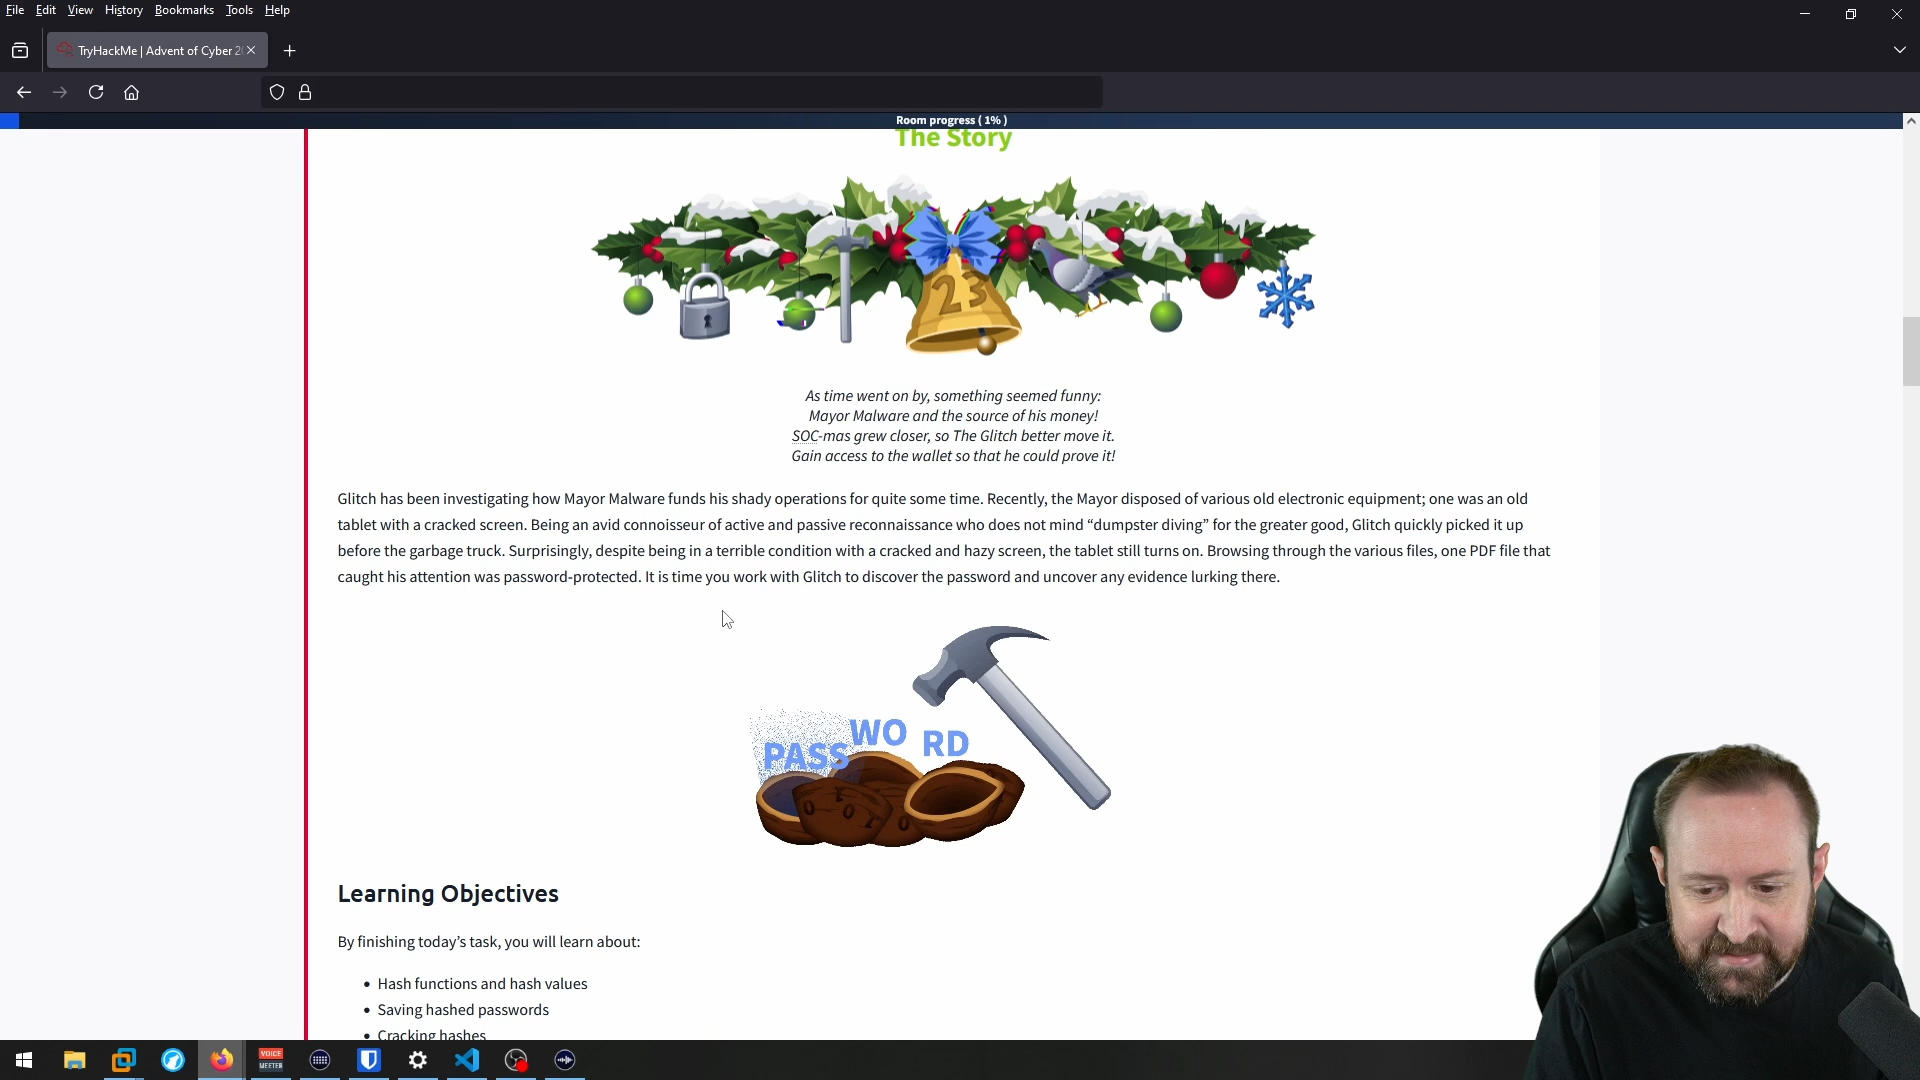 File Edit View History Bookmarks Tools Help
TryHackMe | Advent of Cyber 2
Room progress ( 1% )
The Story
23
As time went on by, something seemed funny:
Mayor Malware and the source of his money!
SOC-mas grew closer, so The Glitch better move it.
Gain access to the wallet so that he could prove it!
Glitch has been investigating how Mayor Malware funds his shady operations for quite some time. Recently, the Mayor disposed of various old electronic equipment; one was an old
tablet with a cracked screen. Being an avid connoisseur of active and passive reconnaissance who does not mind “dumpster diving” for the greater good, Glitch quickly picked it up
before the garbage truck. Surprisingly, despite being in a terrible condition with a cracked and hazy screen, the tablet still turns on. Browsing through the various files, one PDF file that
caught his attention was password-protected. It is time you work with Glitch to discover the password and uncover any evidence lurking there.
PASS WO RD
Learning Objectives
By finishing today’s task, you will learn about:
• Hash functions and hash values
• Saving hashed passwords
• Cracking hashes
VOICE
MEETER